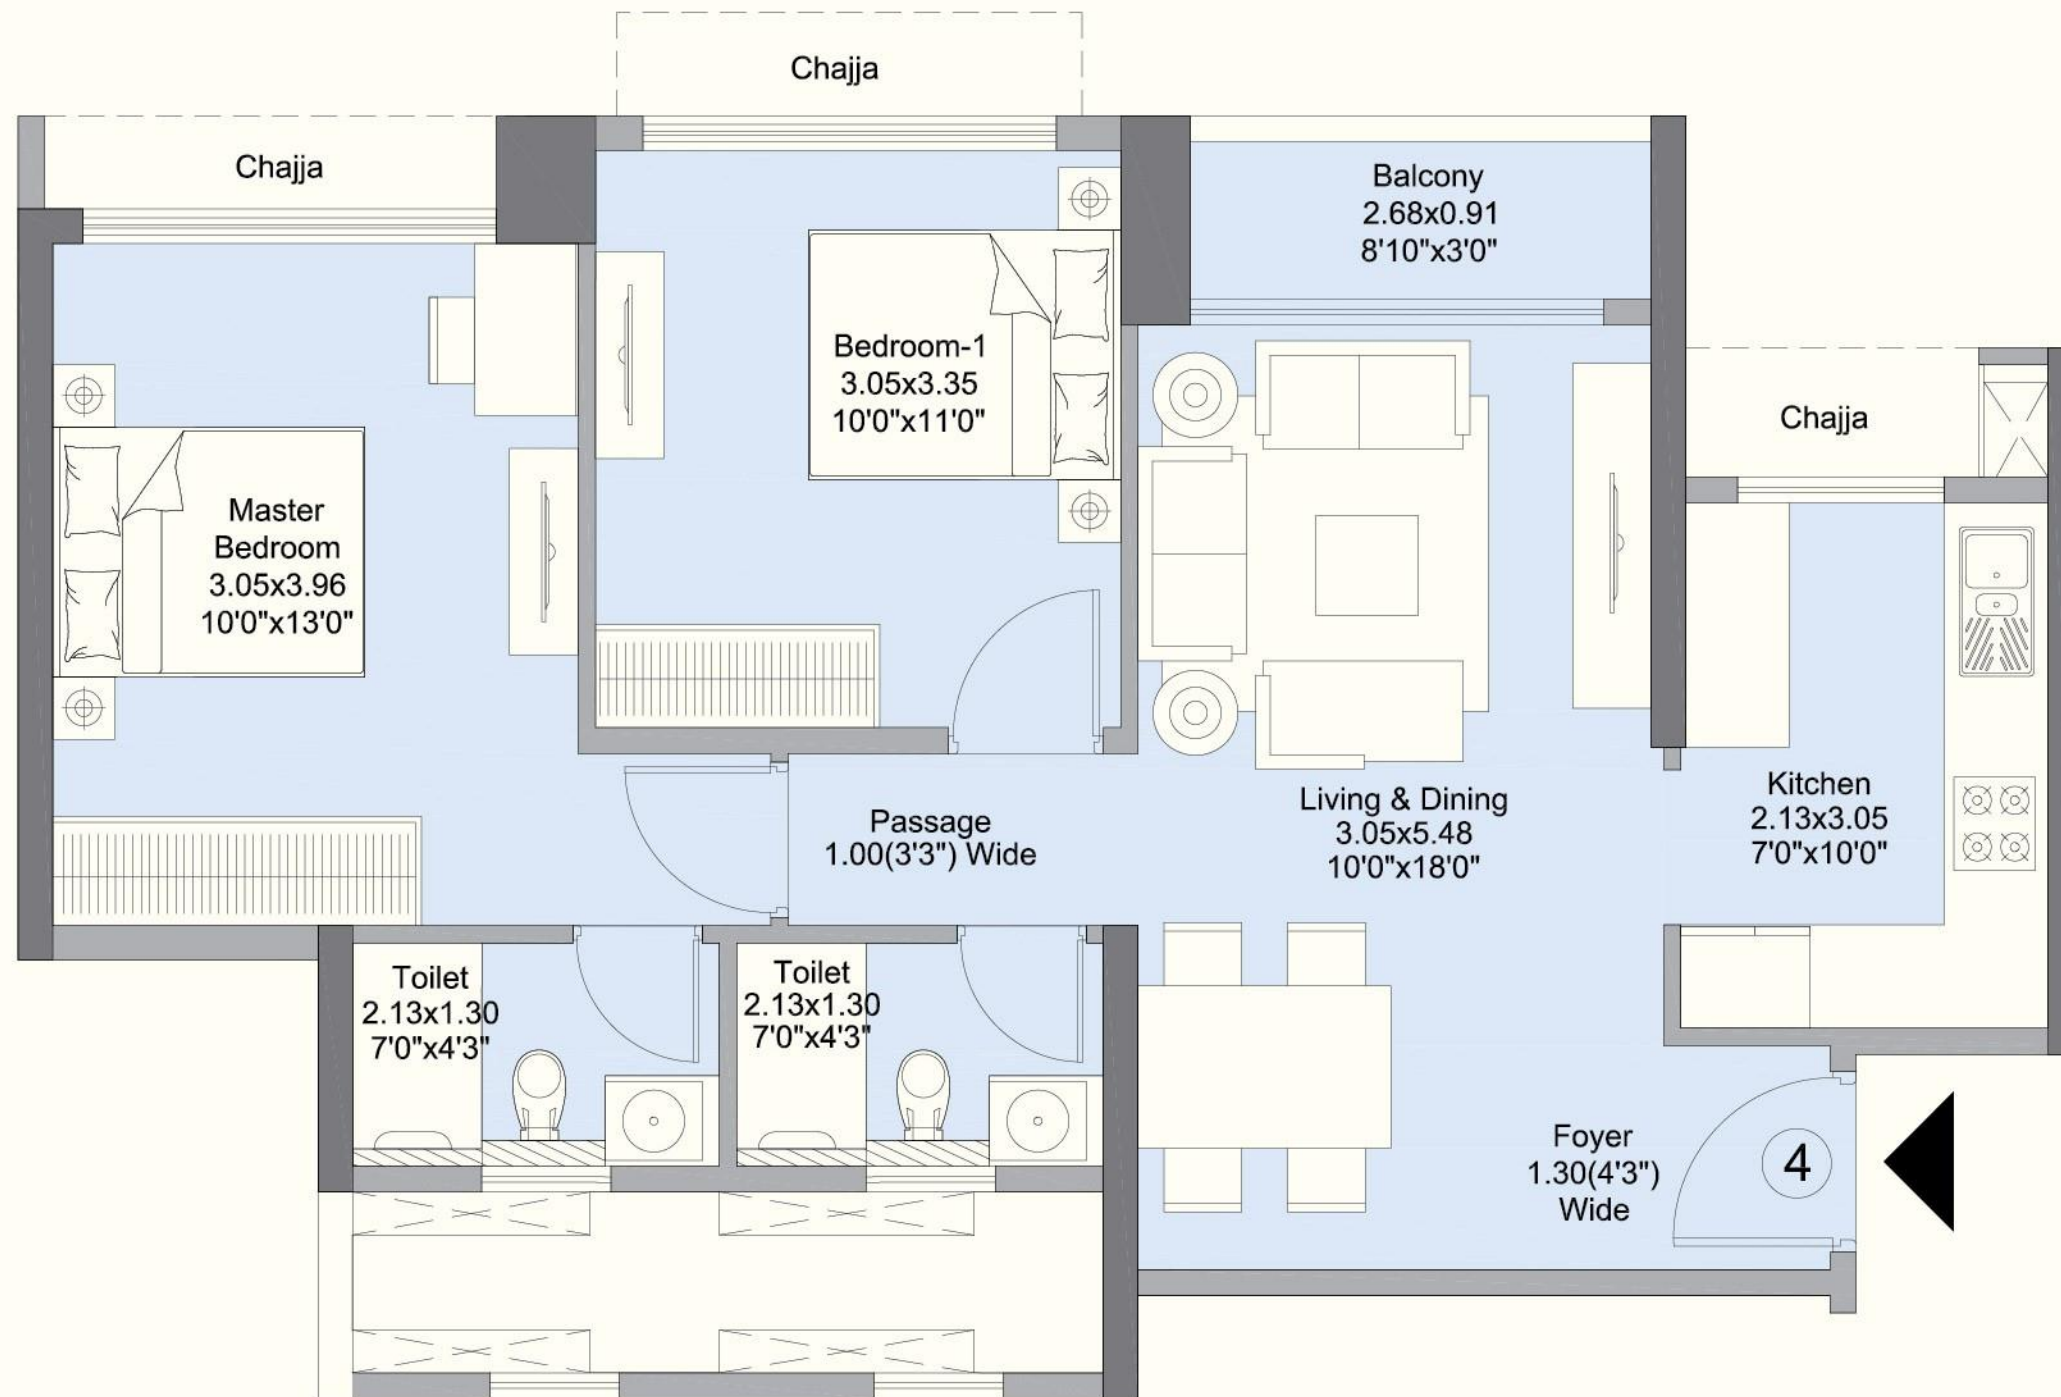 Chajja
Chajja
Balcony
2.68x0.91
8'10"x3'0"
Bedroom-1
3.05x3.35
10'0"x11'0"
Chajja
Master
Bedroom
3.05x3.96
10'0"x13'0"
Passage
1.00(3'3") Wide
Living & Dining
3.05x5.48
10'0"x18'0"
Kitchen
2.13x3.05
7'0"x10'0"
Toilet
2.13x1.30
7'0"x4'3"
Toilet
2.13x1.30
7'0"x4'3"
Foyer
1.30(4'3")
Wide
4